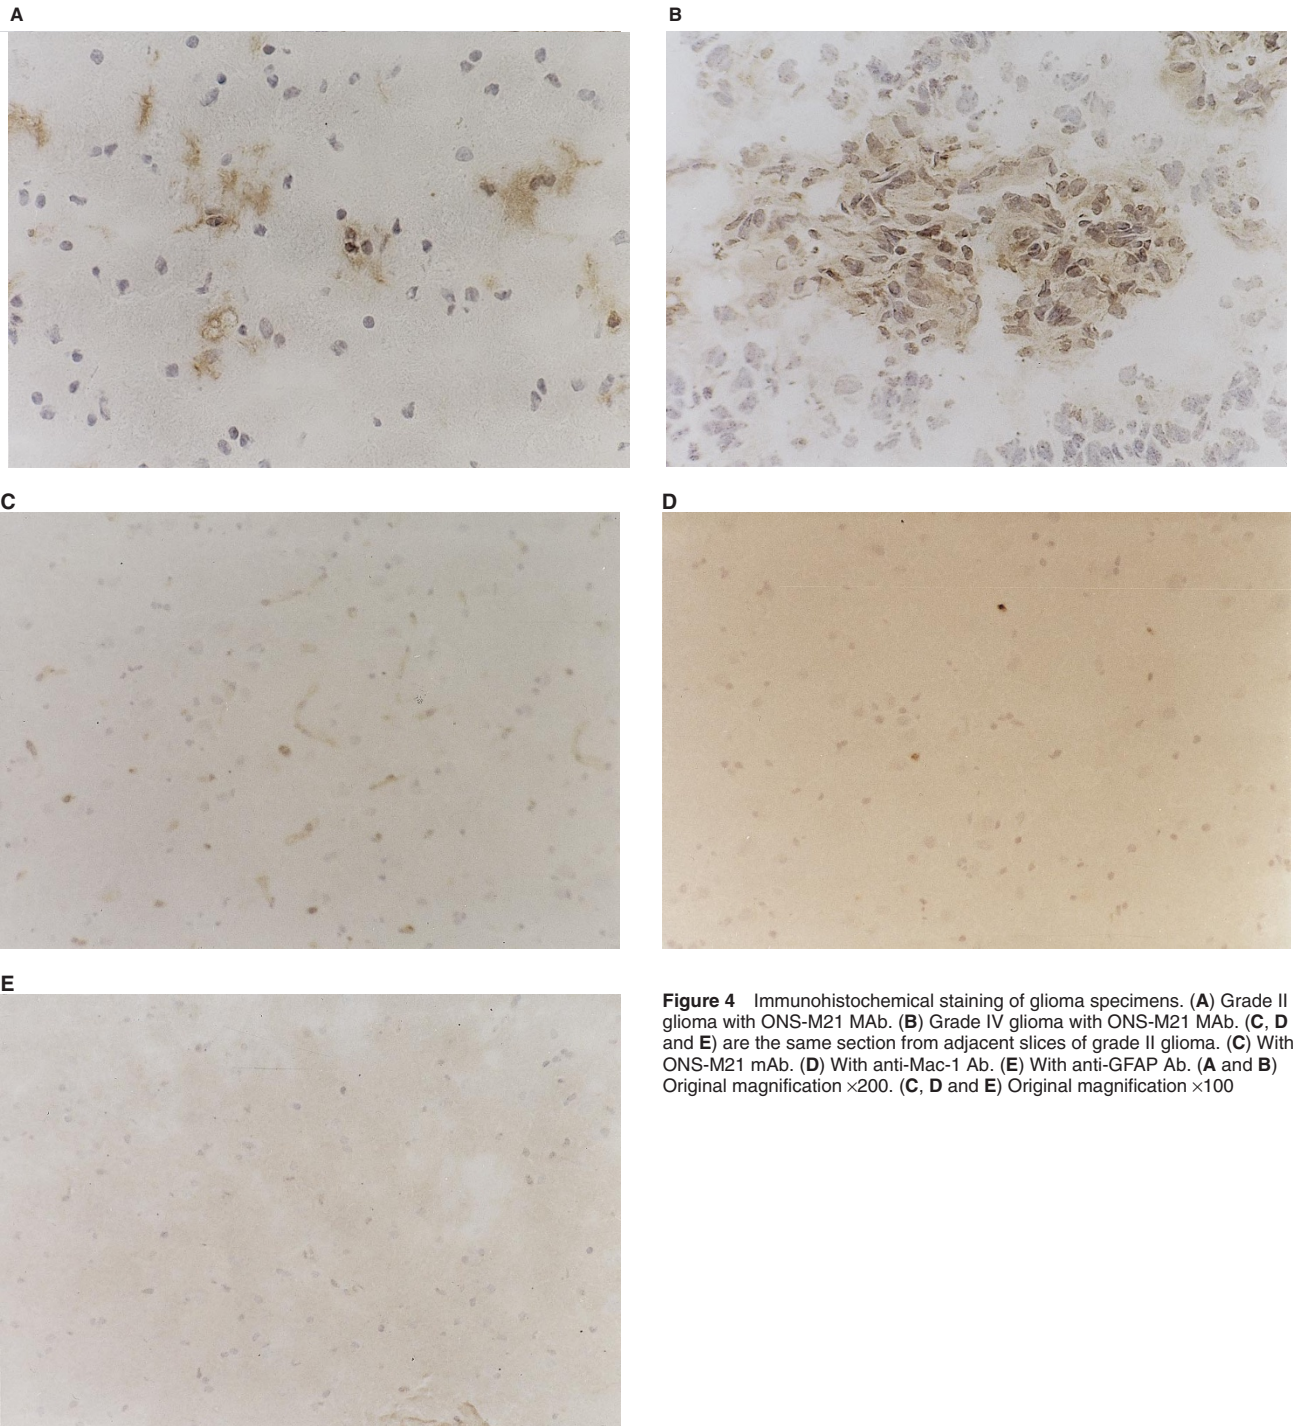 A
B
C
D
E
Figure 4 Immunohistochemical staining of glioma specimens. (A) Grade II
glioma with ONS-M21 MAb. (B) Grade IV glioma with ONS-M21 MAb. (C, D
and E) are the same section from adjacent slices of grade II glioma. (C) With
ONS-M21 mAb. (D) With anti-Mac-1 Ab. (E) With anti-GFAP Ab. (A and B)
Original magnification ×200. (C, D and E) Original magnification ×100